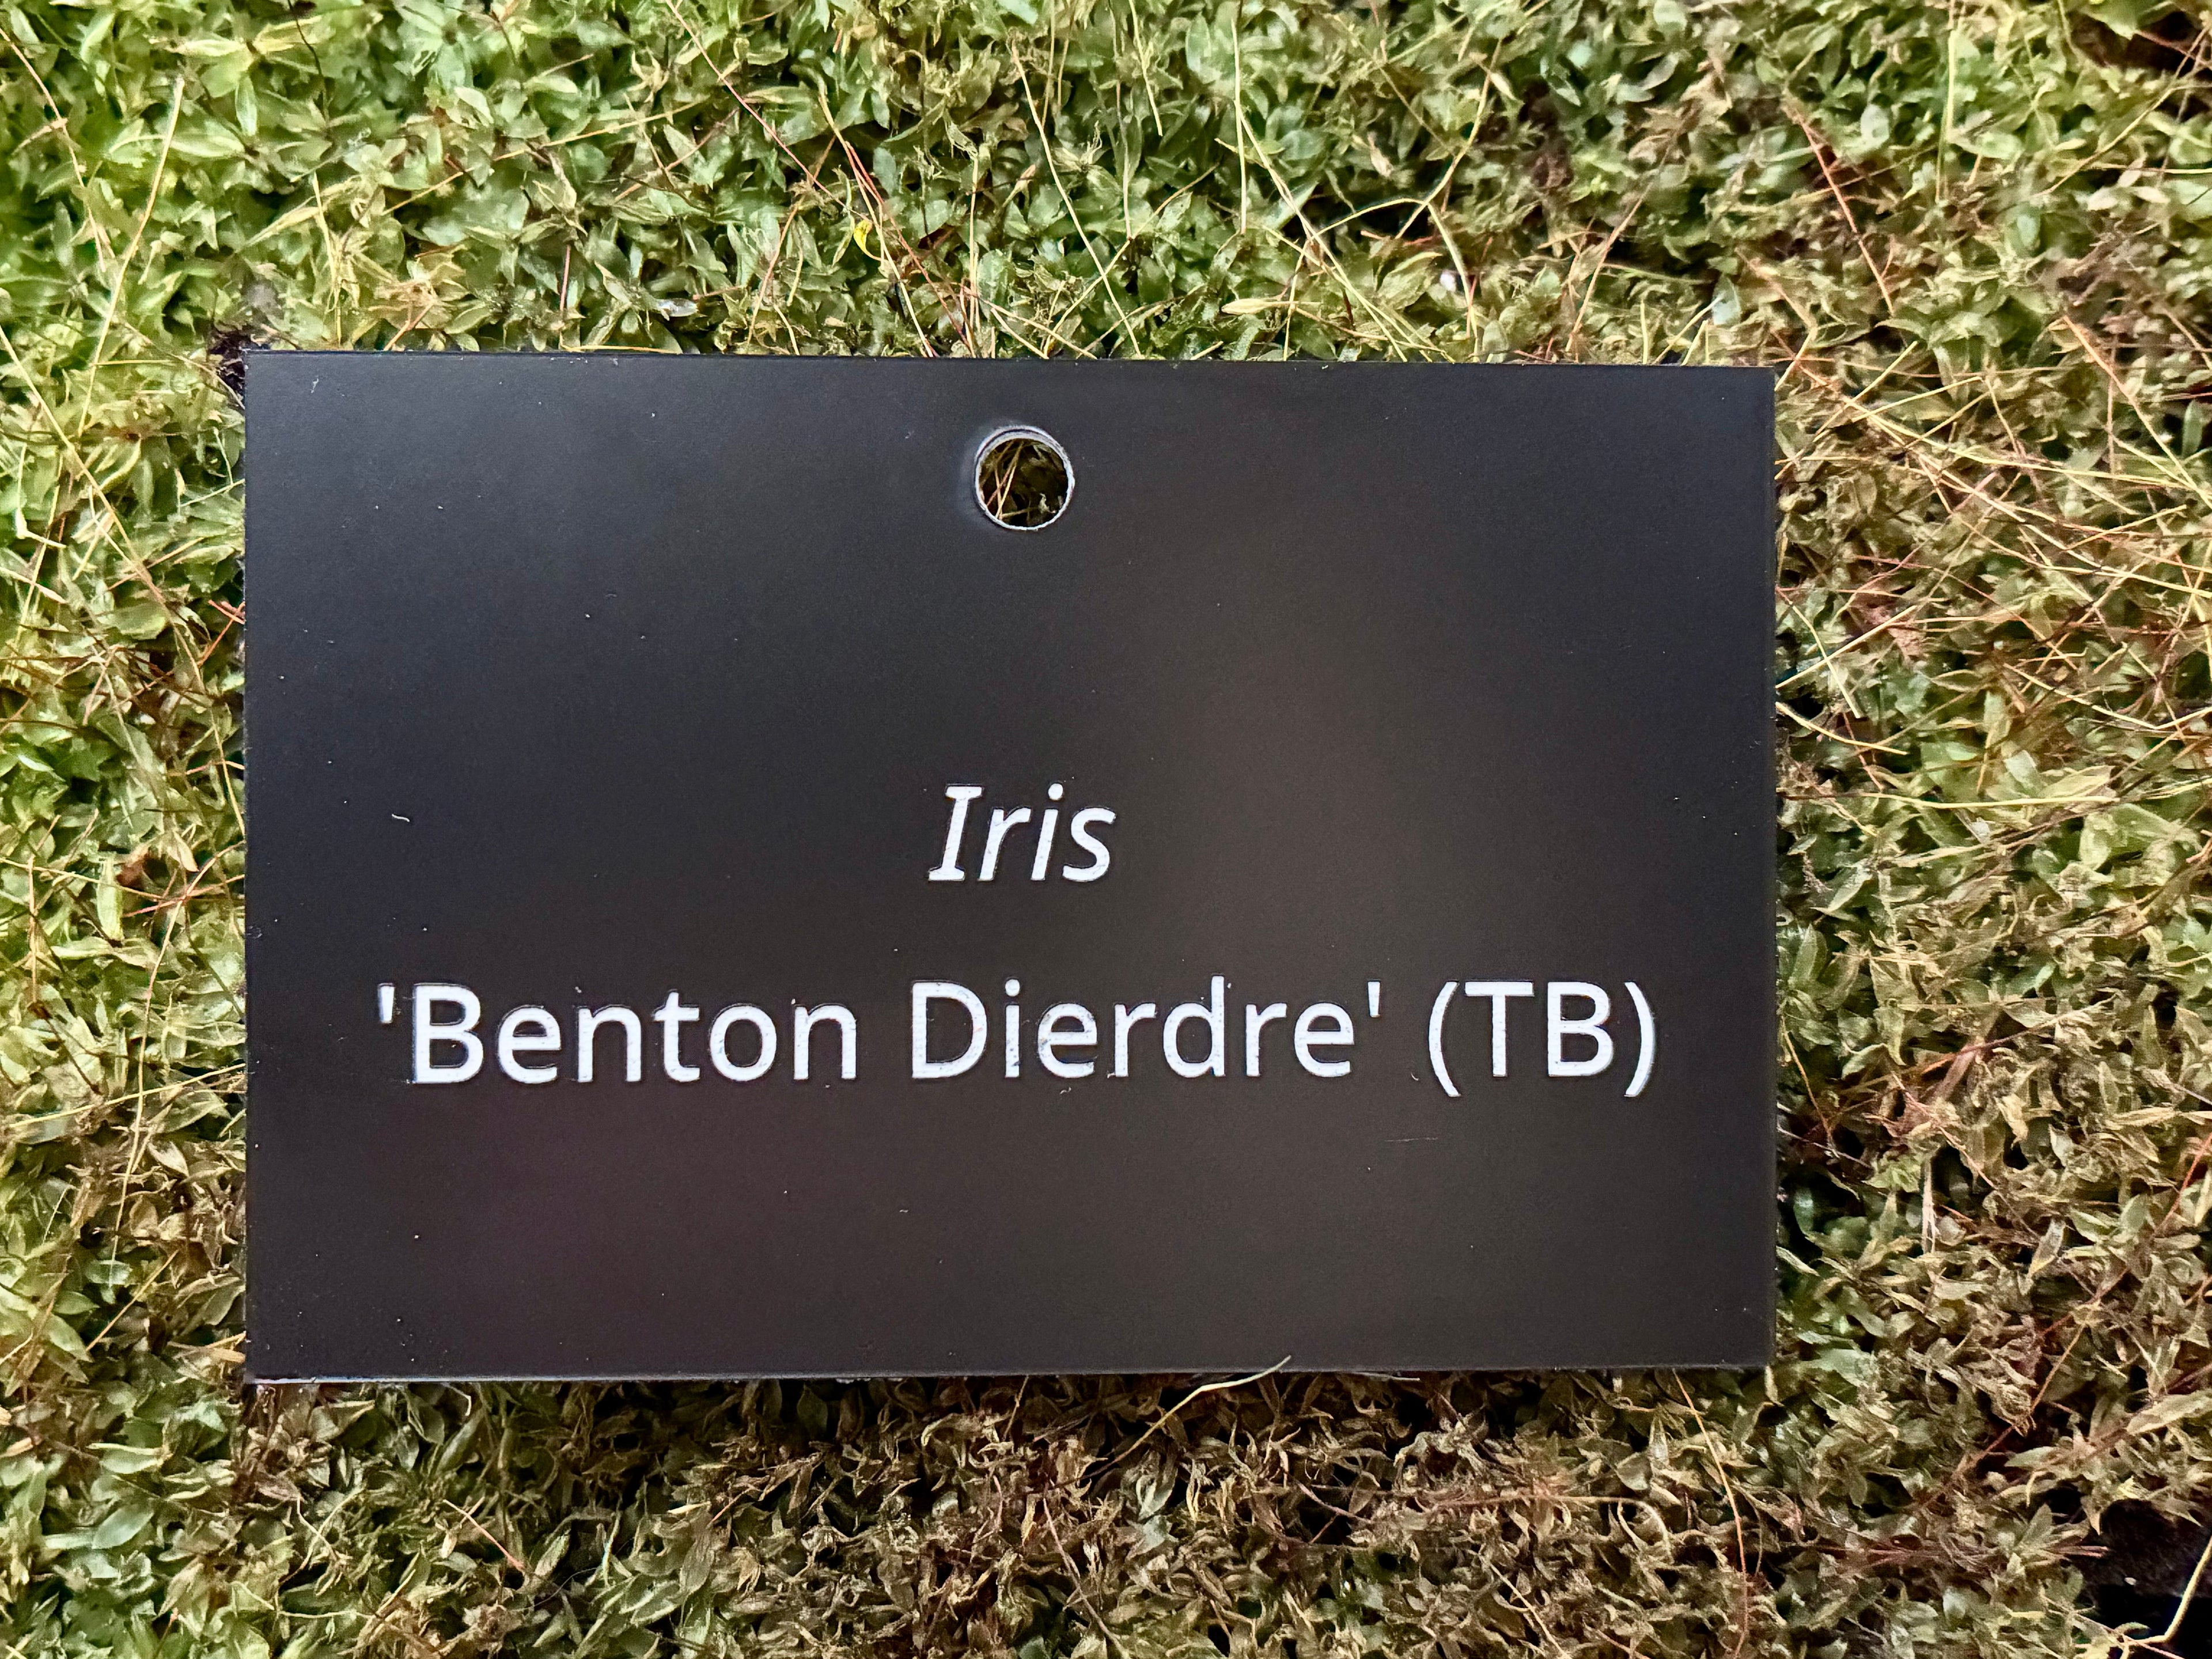 Iris
'Benton Dierdre' (TB)